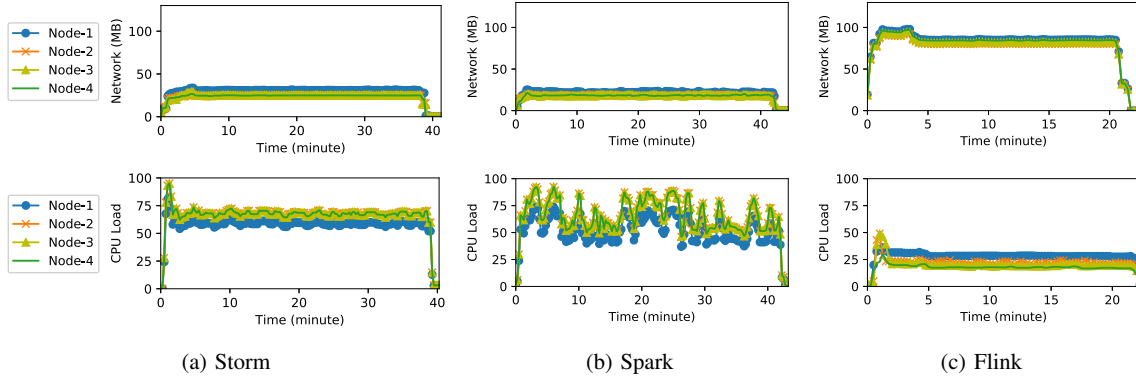 Node-1
Node-2
Node-3
Node-4
Network (MB)
100
50
0
0 10 20 30 40
Time (minute)
Network (MB)
100
50
0
0 10 20 30 40
Time (minute)
Network (MB)
100
50
0
0 5 10 15 20
Time (minute)
Node-1
Node-2
Node-3
Node-4
CPU Load
100
75
50
25
0
0 10 20 30 40
Time (minute)
CPU Load
100
75
50
25
0
0 10 20 30 40
Time (minute)
CPU Load
100
75
50
25
0
0 5 10 15 20
Time (minute)
(a) Storm
(b) Spark
(c) Flink